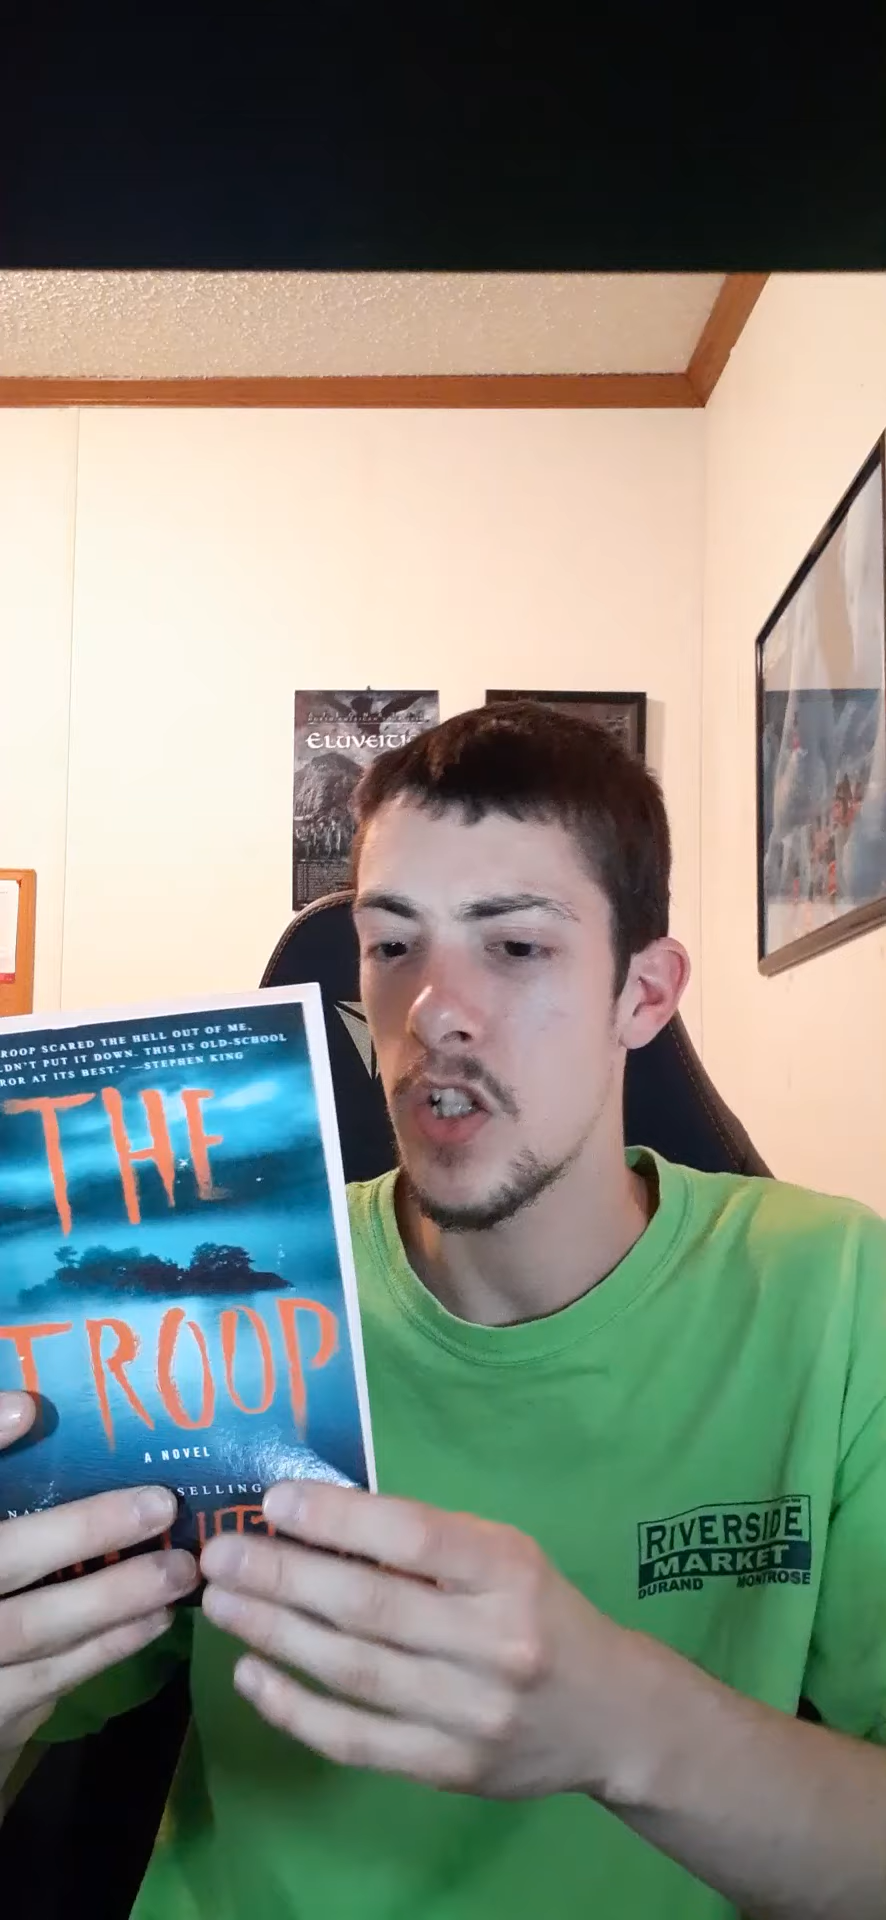 ELUVEITI
ROOP SCARED THE HELL OUT OF ME,
LDN'T PUT IT DOWN. THIS IS OLD-SCHOOL
ROR AT ITS BEST." —STEPHEN KING
THE
TROOP
A NOVEL
NAT
SELLING
RIVERSIDE
MARKET
DURAND MONTROSE